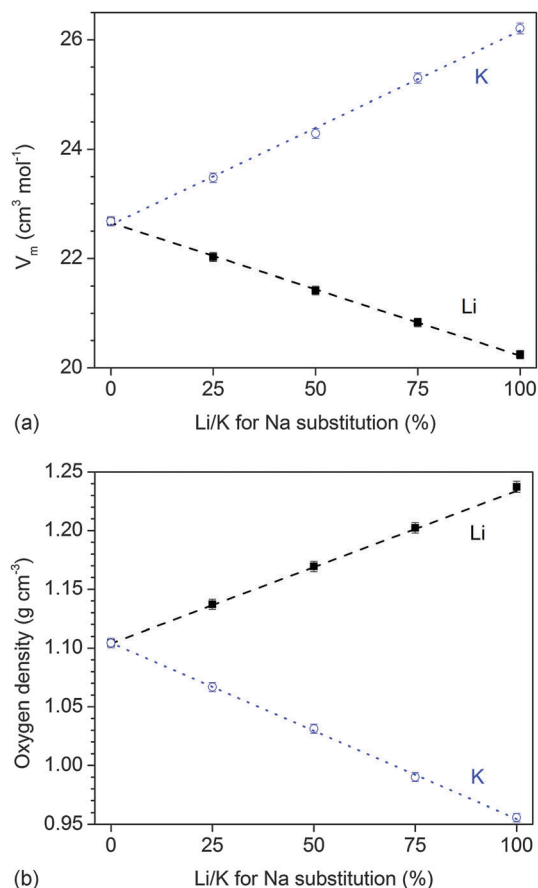 26
K
24
Vₘ (cm³ mol⁻¹)
22
Li
20
0 25 50 75 100
(a) Li/K for Na substitution (%)
1.25
1.20
Li
1.15
Oxygen density (g cm⁻³)
1.10
1.05
1.00
K
0.95
0 25 50 75 100
(b) Li/K for Na substitution (%)